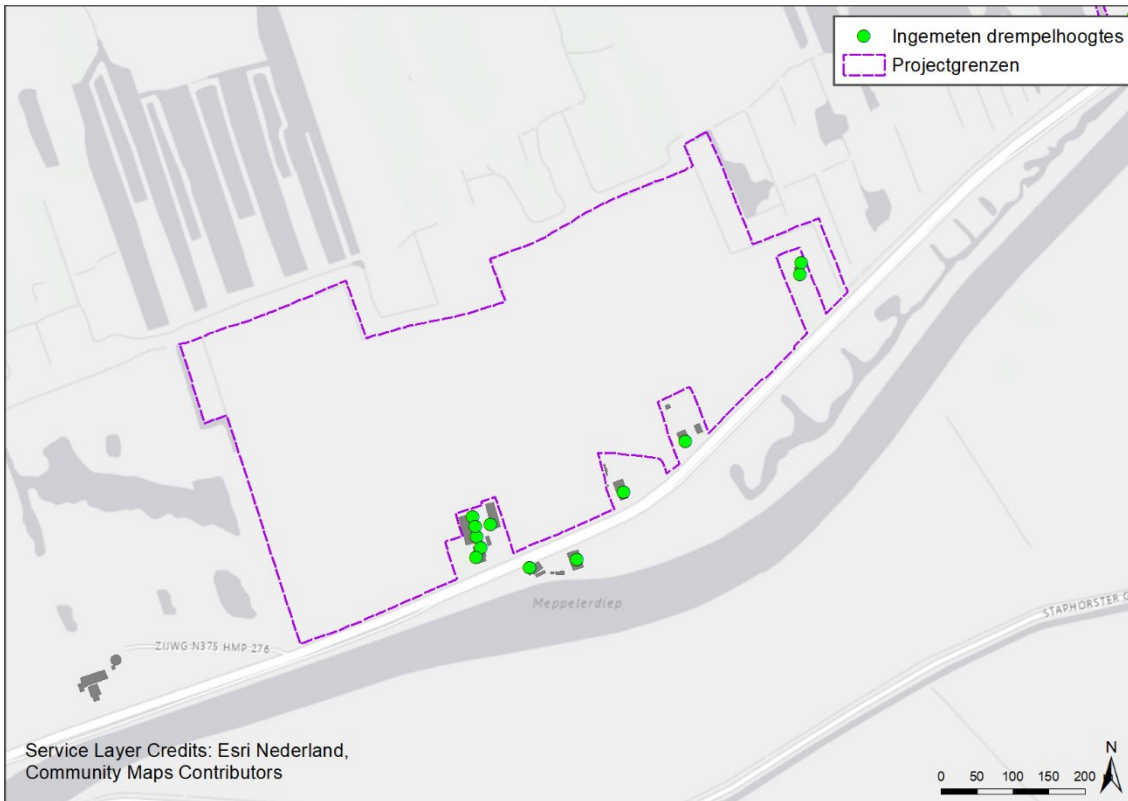 Ingemeten drempelhoogtes
Projectgrenzen
Meppelerdiep
STAPHORSTER G
ZIJWG N375 HMP 276
Service Layer Credits: Esri Nederland,
Community Maps Contributors
N
0 50 100 150 200